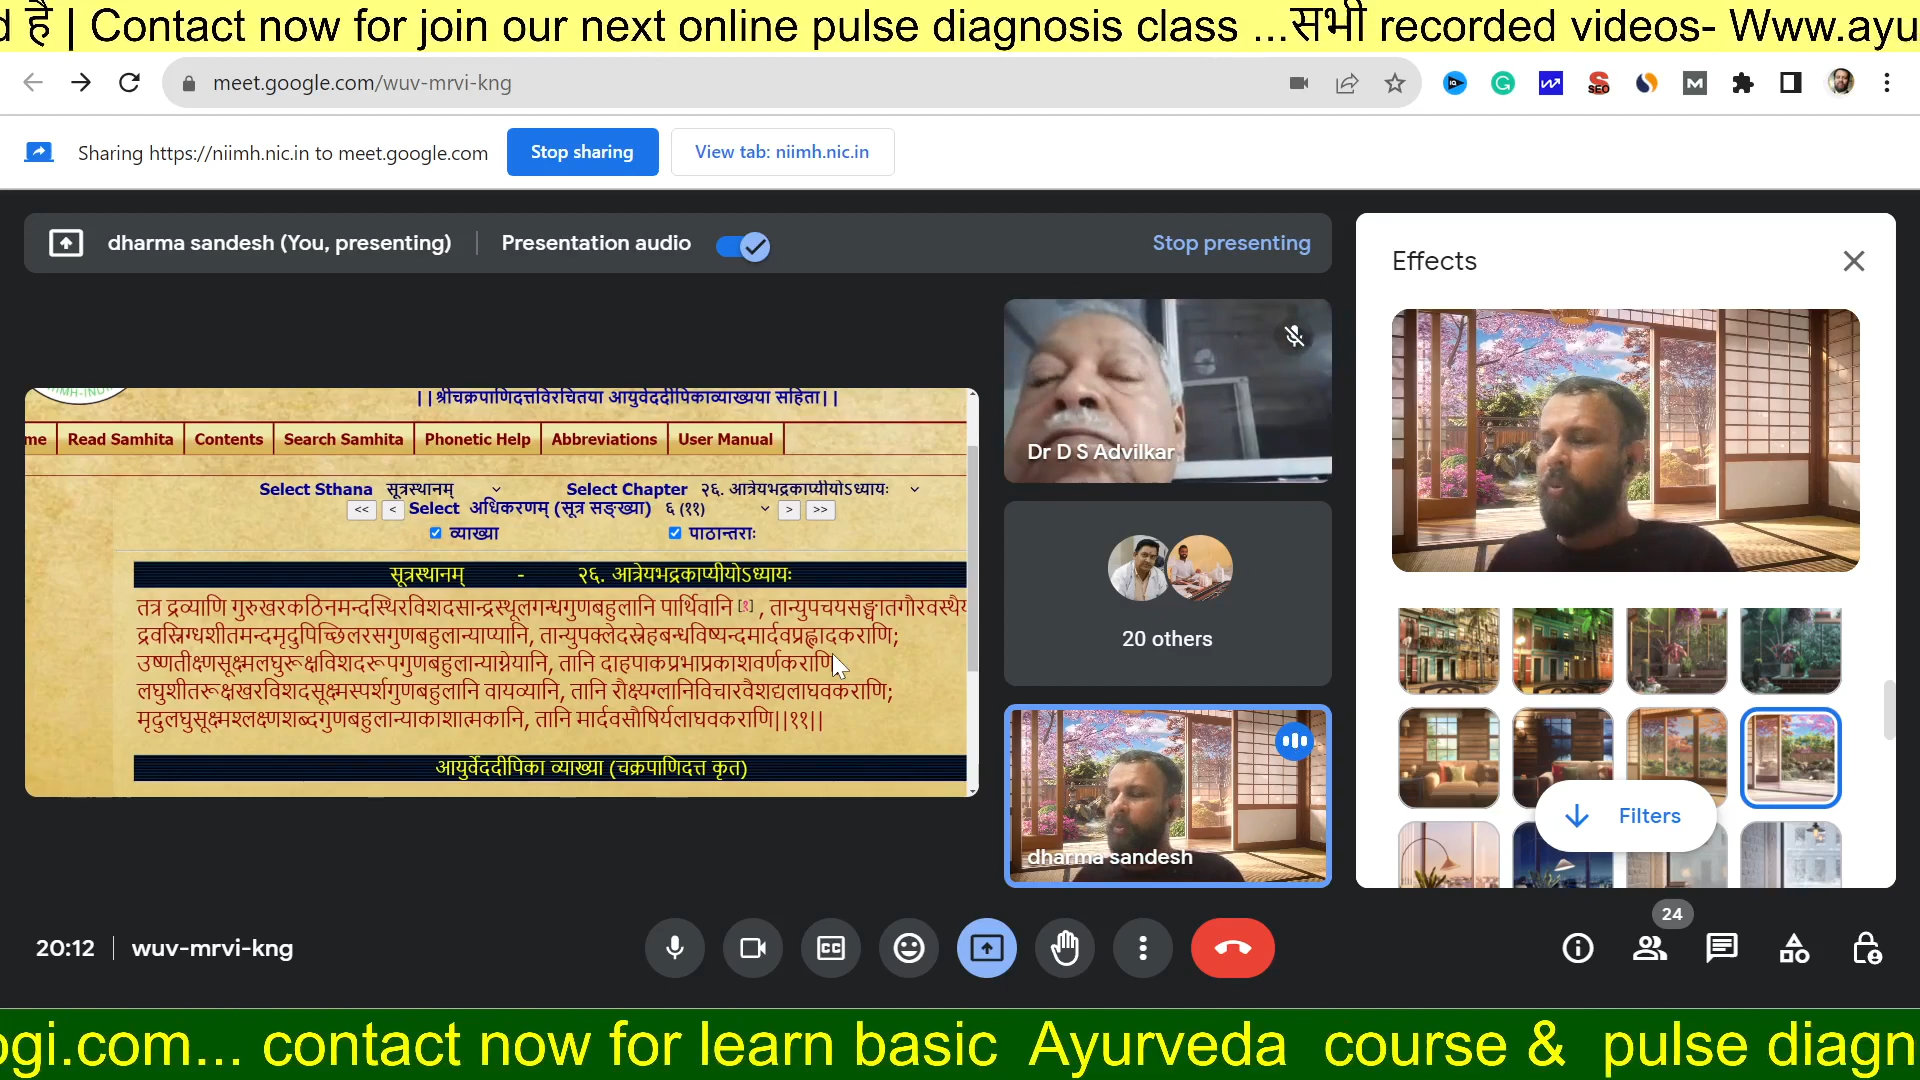 है | Contact now for join our next online pulse diagnosis class ...सभी recorded videos- Www.ayu
meet.google.com/wuv-mrvi-kng
Sharing https://niimh.nic.in to meet.google.com
Stop sharing
View tab: niimh.nic.in
dharma sandesh (You, presenting)
Presentation audio
Stop presenting
||श्रीचक्रपाणिदत्तविरचितया आयुर्वेददीपिकाव्याख्यया सहिता||
me
Read Samhita
Contents
Search Samhita
Phonetic Help
Abbreviations
User Manual
Select Sthana सूत्रस्थानम् Select Chapter २६. आत्रेयभद्रकाप्यीयोऽध्यायः
<< < Select अधिकरणम् (सूत्र सङ्ख्या) ६ (११) > >>
व्याख्या पाठान्तराः
सूत्रस्थानम् - २६. आत्रेयभद्रकाप्यीयोऽध्यायः
तत्र द्रव्याणि गुरुखरकठिनमन्दस्थिरविशदसान्द्रस्थूलगन्धगुणबहुलानि पार्थिवानि [१] , तान्युपचयसङ्घातगौरवस्थैर
द्रवस्निग्धशीतमन्दमृदुपिच्छिलरसगुणबहुलान्याप्यानि, तान्युपक्लेदस्नेहबन्धविष्यन्दमार्दवप्रह्लादकराणि;
उष्णतीक्ष्णसूक्ष्मलघुरूक्षविशदरूपगुणबहुलान्याग्नेयानि, तानि दाहपाकप्रभाप्रकाशवर्णकराणि
लघुशीतरूक्षखरविशदसूक्ष्मस्पर्शगुणबहुलानि वायव्यानि, तानि रौक्ष्यग्लानिविचारवैशद्यलाघवकराणि;
मृदुलघुसूक्ष्मश्लक्ष्णशब्दगुणबहुलान्याकाशात्मकानि, तानि मार्दवसौषिर्यलाघवकराणि||११||
आयुर्वेददीपिका व्याख्या (चक्रपाणिदत्त कृत)
Dr D S Advilkar
20 others
dharma sandesh
Effects
Filters
20:12
wuv-mrvi-kng
24
ogi.com... contact now for learn basic Ayurveda course & pulse diagn